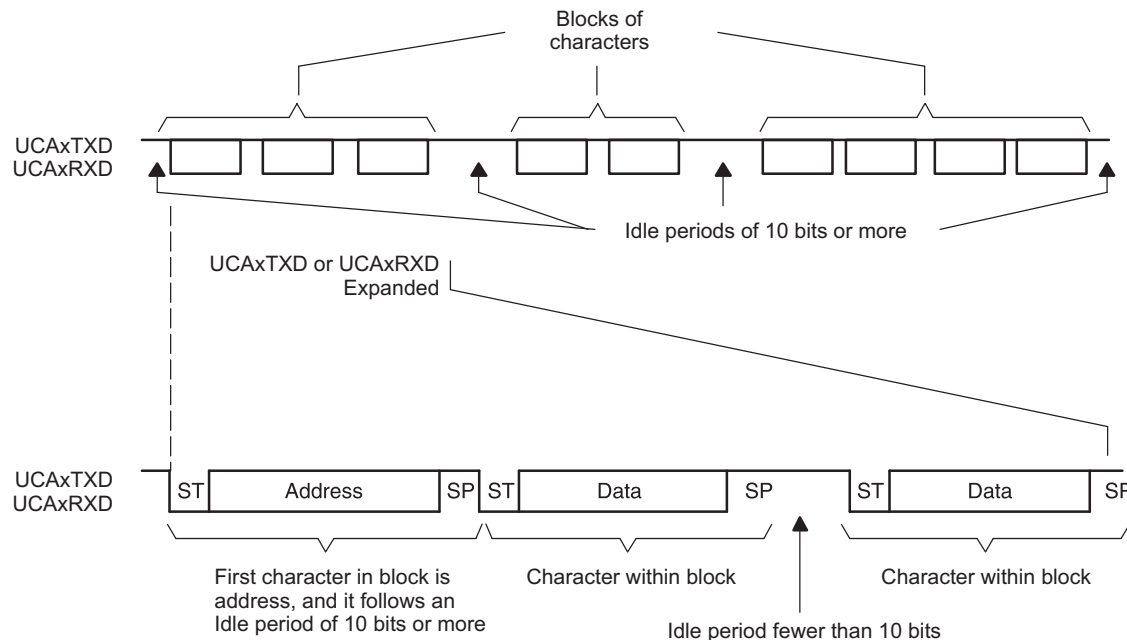 Blocks of
characters
UCAxTXD
UCAxRXD
Idle periods of 10 bits or more
UCAxTXD or UCAxRXD
Expanded
UCAxTXD
UCAxRXD
ST Address SP ST Data SP ST Data SP
First character in block is
address, and it follows an
Idle period of 10 bits or more
Character within block
Character within block
Idle period fewer than 10 bits